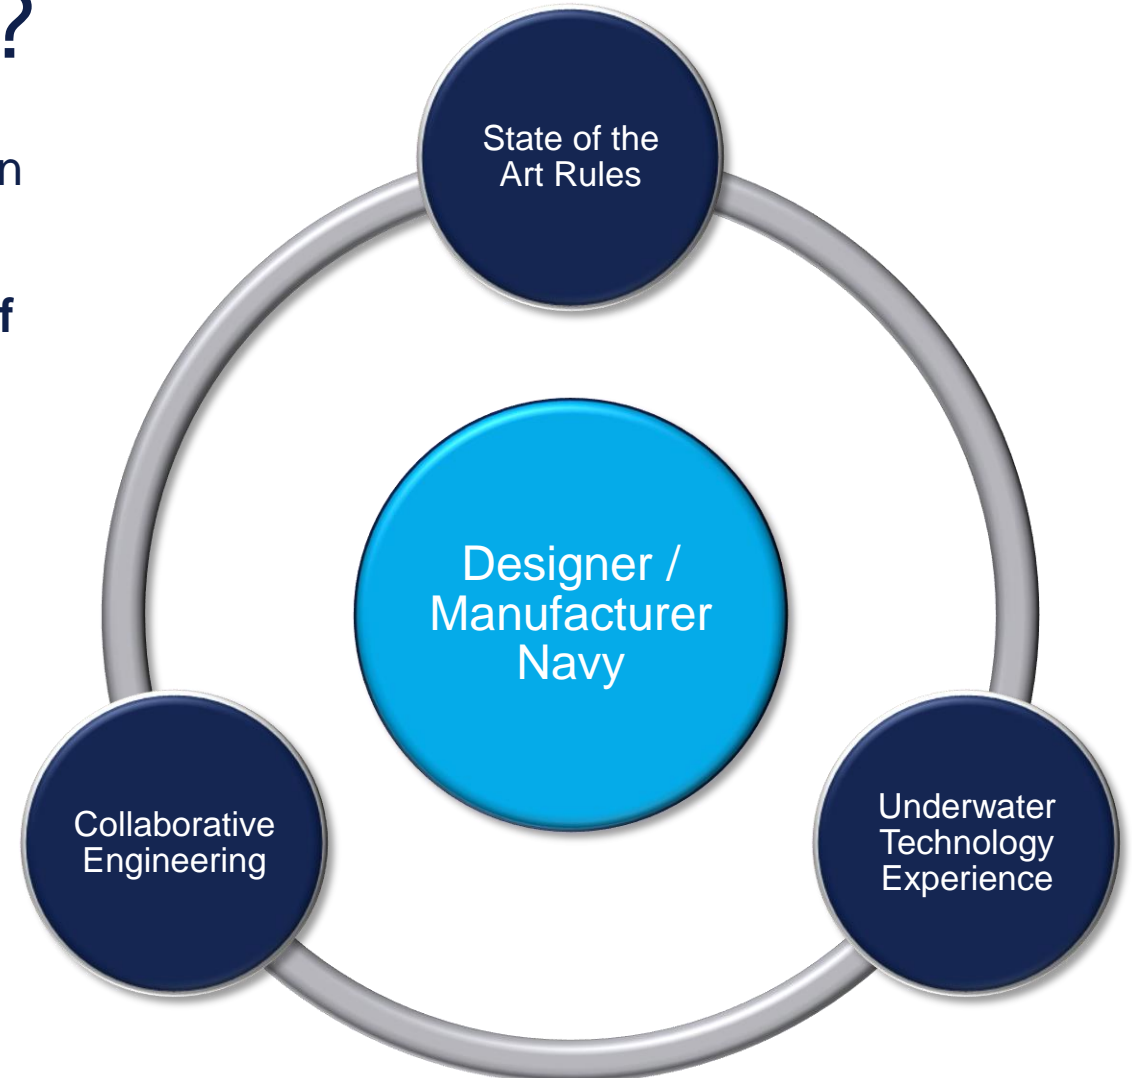 ?
n
f
State of the
Art Rules
Designer /
Manufacturer
Navy
Collaborative
Engineering
Underwater
Technology
Experience